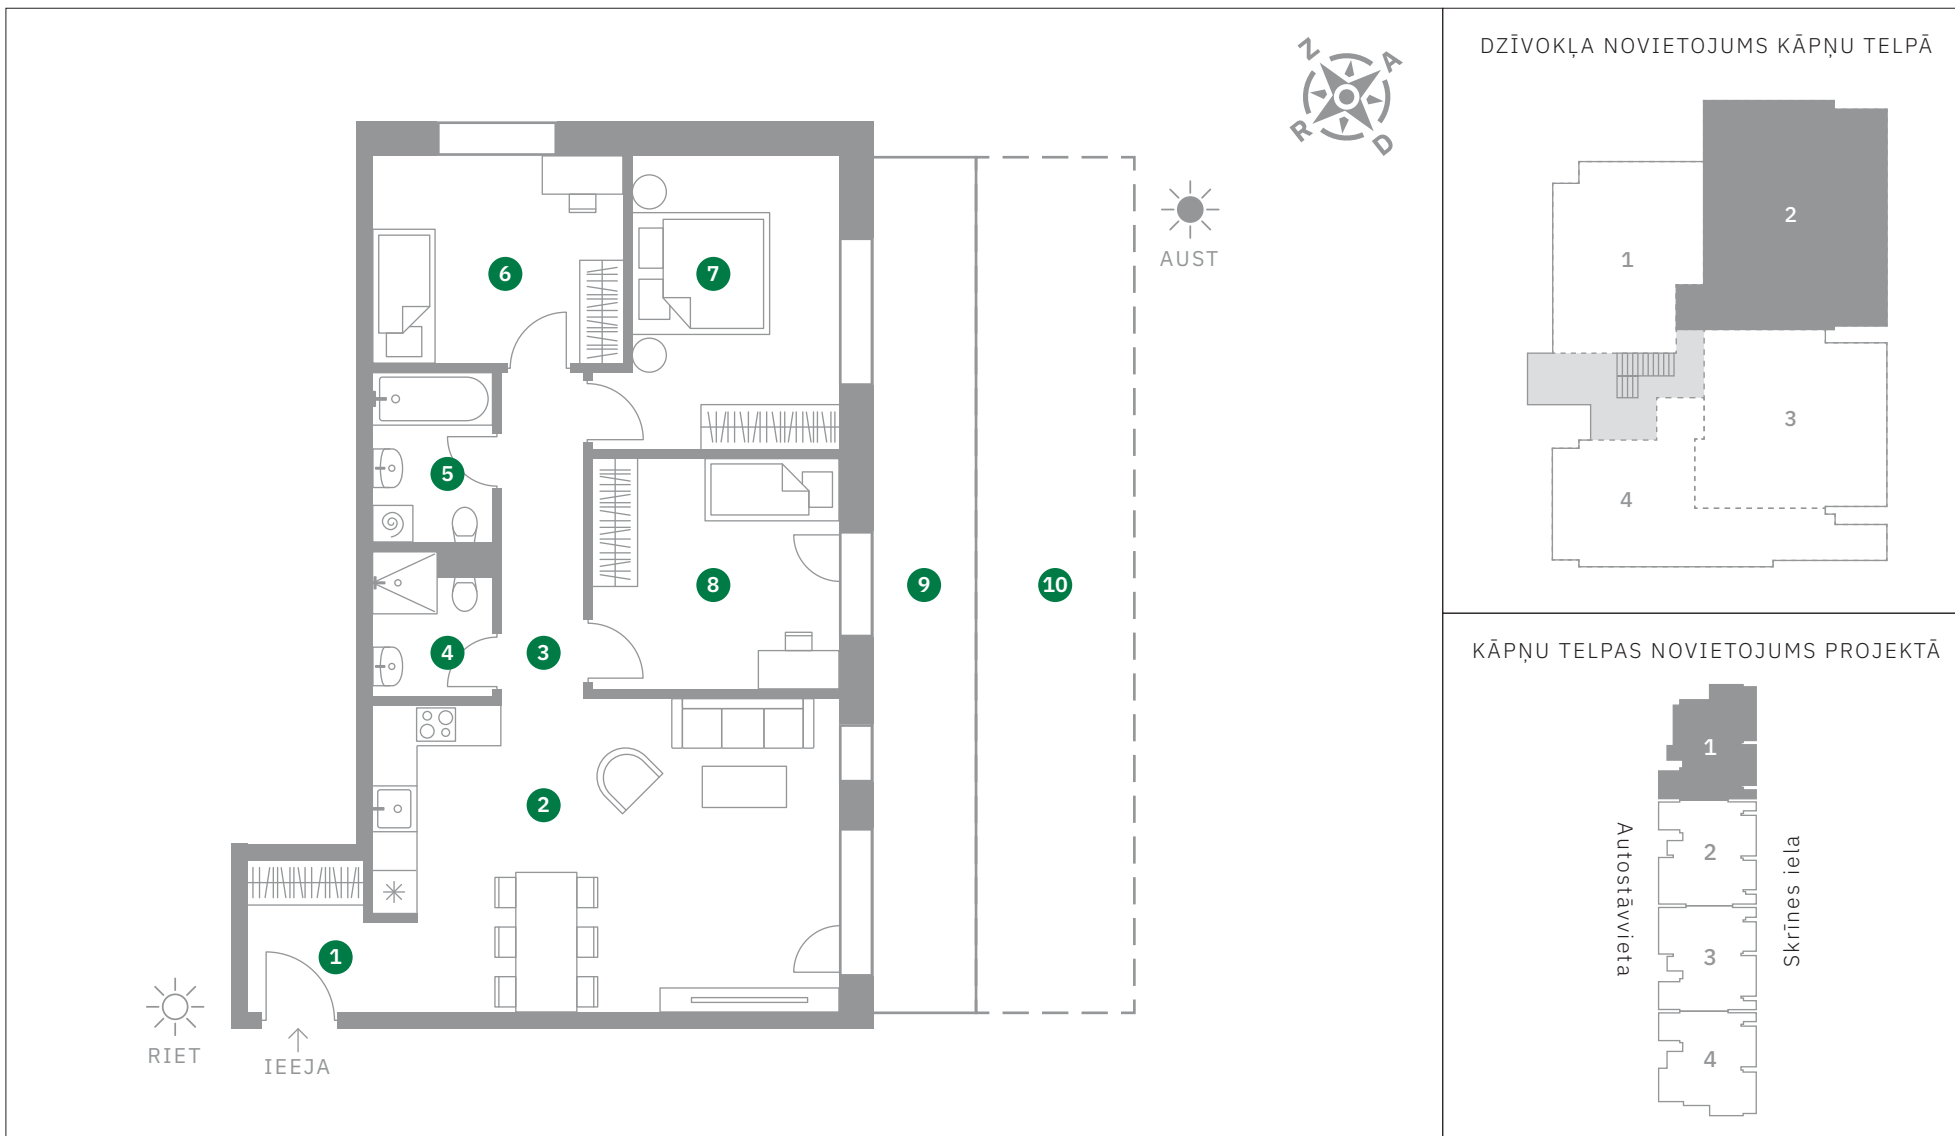 DZĪVOKĻA NOVIETOJUMS KĀPŅU TELPĀ
Z
A
R
D
AUST
6
7
5
8
9
10
4
3
2
1
RIET
IEEJA
1
2
3
4
KĀPŅU TELPAS NOVIETOJUMS PROJEKTĀ
1
2
3
4
Autostāvvieta
Skrīnes iela